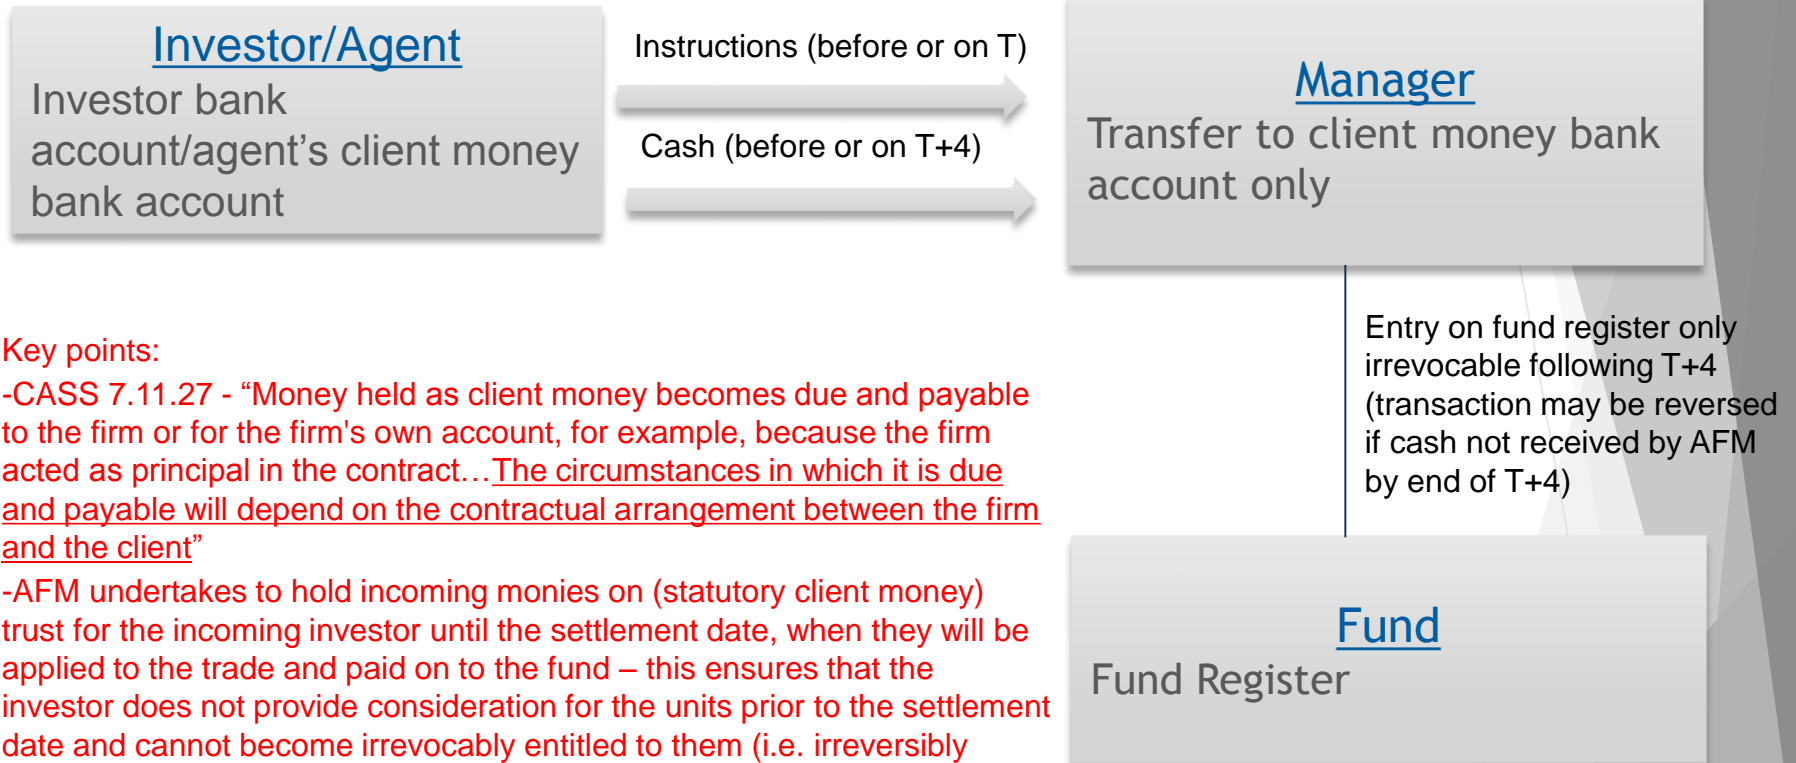 Investor/Agent
Investor bank
account/agent’s client money
bank account
Instructions (before or on T)
Cash (before or on T+4)
Manager
Transfer to client money bank
account only
Entry on fund register only
irrevocable following T+4
(transaction may be reversed
if cash not received by AFM
by end of T+4)
Key points:
-CASS 7.11.27 - “Money held as client money becomes due and payable
to the firm or for the firm's own account, for example, because the firm
acted as principal in the contract…The circumstances in which it is due
and payable will depend on the contractual arrangement between the firm
and the client”
-AFM undertakes to hold incoming monies on (statutory client money)
trust for the incoming investor until the settlement date, when they will be
applied to the trade and paid on to the fund – this ensures that the
investor does not provide consideration for the units prior to the settlement
date and cannot become irrevocably entitled to them (i.e. irreversibly
Fund
Fund Register